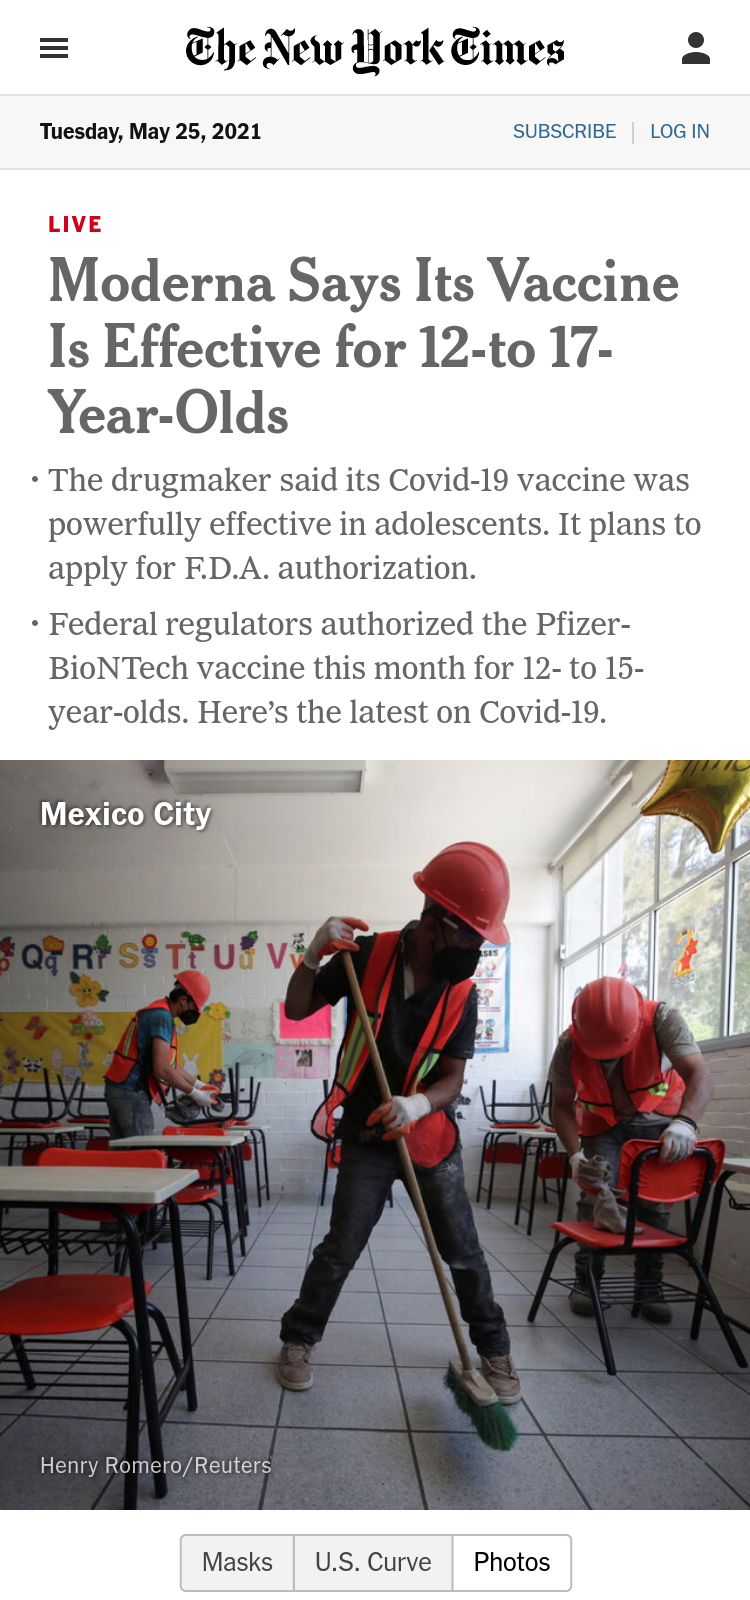 The New York Times
Tuesday, May 25, 2021
SUBSCRIBE | LOG IN
LIVE
Moderna Says Its Vaccine
Is Effective for 12-to 17-
Year-Olds
• The drugmaker said its Covid-19 vaccine was
powerfully effective in adolescents. It plans to
apply for F.D.A. authorization.
• Federal regulators authorized the Pfizer-
BioNTech vaccine this month for 12- to 15-
year-olds. Here’s the latest on Covid-19.
Mexico City
Qq Rr Ss Tt Uu Vv
Henry Romero/Reuters
Masks
U.S. Curve
Photos